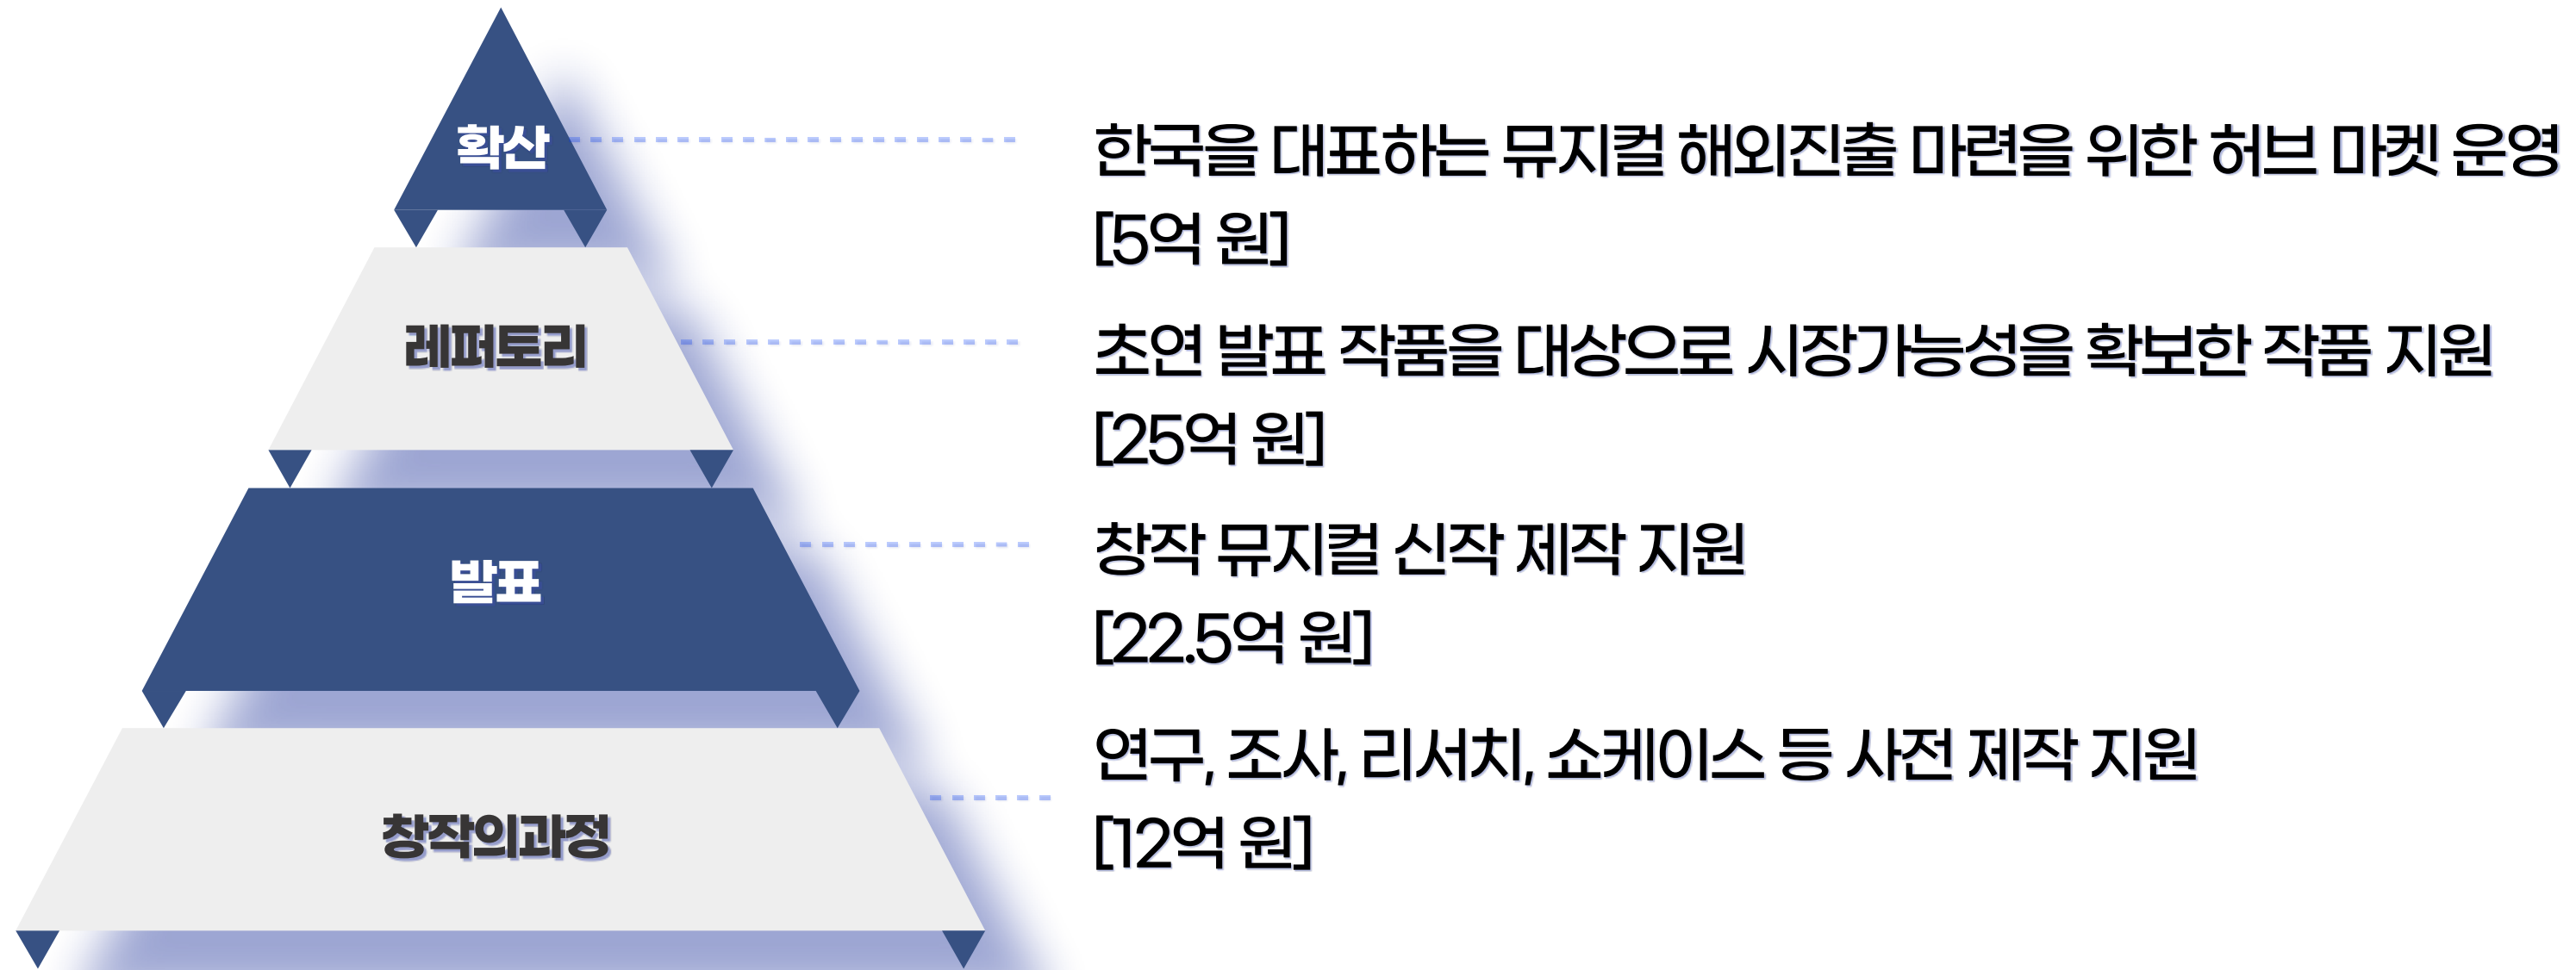 확산
한국을 대표하는 뮤지컬 해외진출 마련을 위한 허브 마켓 운영
[5억 원]
레퍼토리
초연 발표 작품을 대상으로 시장가능성을 확보한 작품 지원
[25억 원]
발표
창작 뮤지컬 신작 제작 지원
[22.5억 원]
창작의과정
연구, 조사, 리서치, 쇼케이스 등 사전 제작 지원
[12억 원]